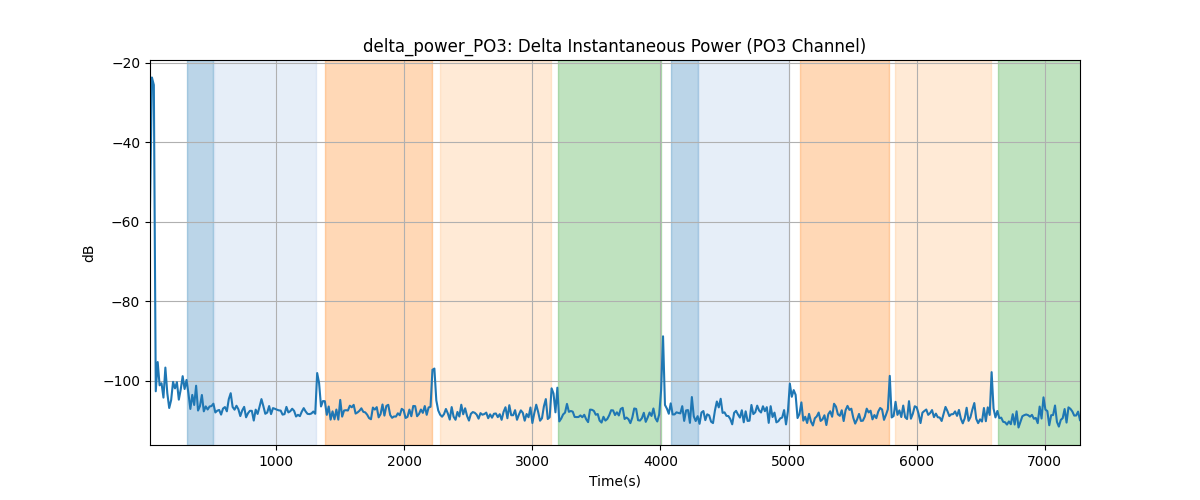 delta_power_PO3: Delta Instantaneous Power (PO3 Channel)
−20
−40
−60
−80
−100
dB
1000 2000 3000 4000 5000 6000 7000
Time(s)